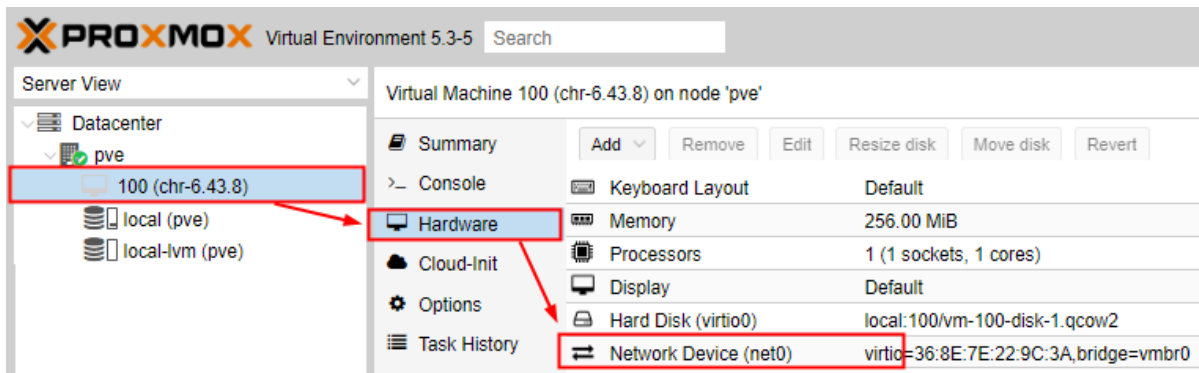 PROXMOX Virtual Environment 5.3-5 Search
Server View
Datacenter
pve
100 (chr-6.43.8)
local (pve)
local-lvm (pve)
Virtual Machine 100 (chr-6.43.8) on node 'pve'
Summary
Console
Hardware
Cloud-Init
Options
Task History
Add Remove Edit Resize disk Move disk Revert
Keyboard Layout Default
Memory 256.00 MiB
Processors 1 (1 sockets, 1 cores)
Display Default
Hard Disk (virtio0) local:100/vm-100-disk-1.qcow2
Network Device (net0) virtio=36:8E:7E:22:9C:3A,bridge=vmbr0